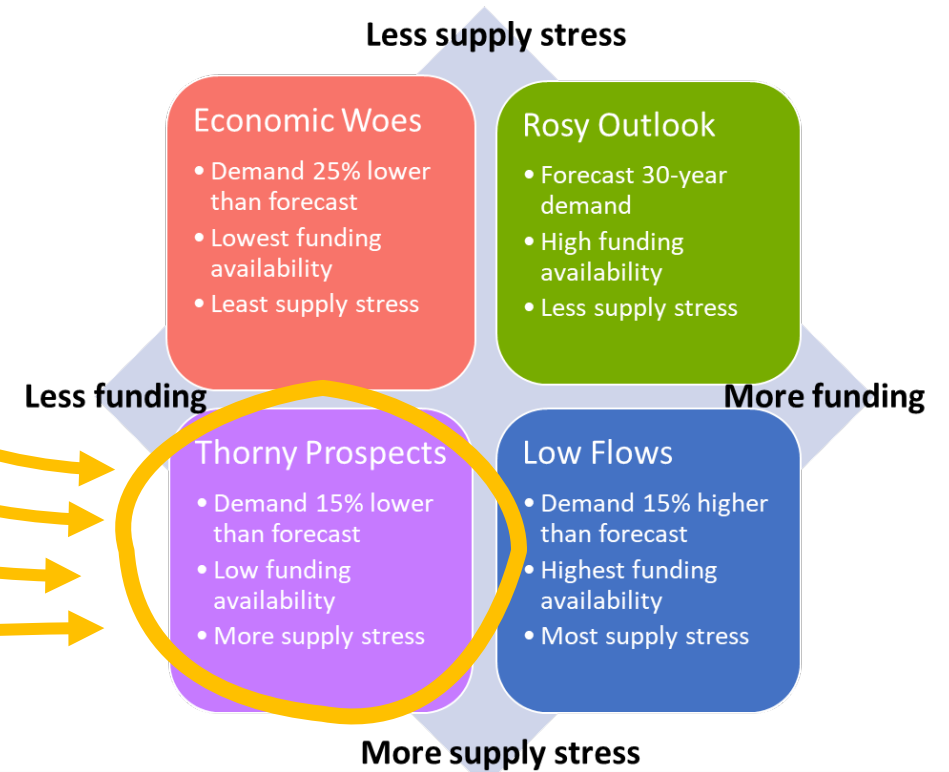 Less supply stress
Economic Woes
• Demand 25% lower
than forecast
• Lowest funding
availability
• Least supply stress
Rosy Outlook
• Forecast 30-year
demand
• High funding
availability
• Less supply stress
Less funding
More funding
Thorny Prospects
• Demand 15% lower
than forecast
• Low funding
availability
• More supply stress
Low Flows
• Demand 15% higher
than forecast
• Highest funding
availability
• Most supply stress
More supply stress